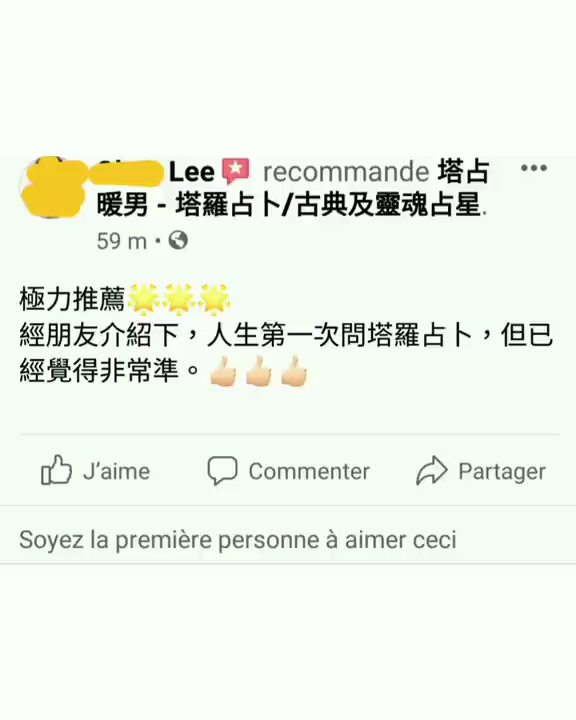 Lee recommande 塔占
暖男 - 塔羅占卜/古典及靈魂占星.
59 m
極力推薦🌟🌟🌟
經朋友介紹下，人生第一次問塔羅占卜，但已
經覺得非常準。👍🏻👍🏻👍🏻
J’aime Commenter Partager
Soyez la première personne à aimer ceci